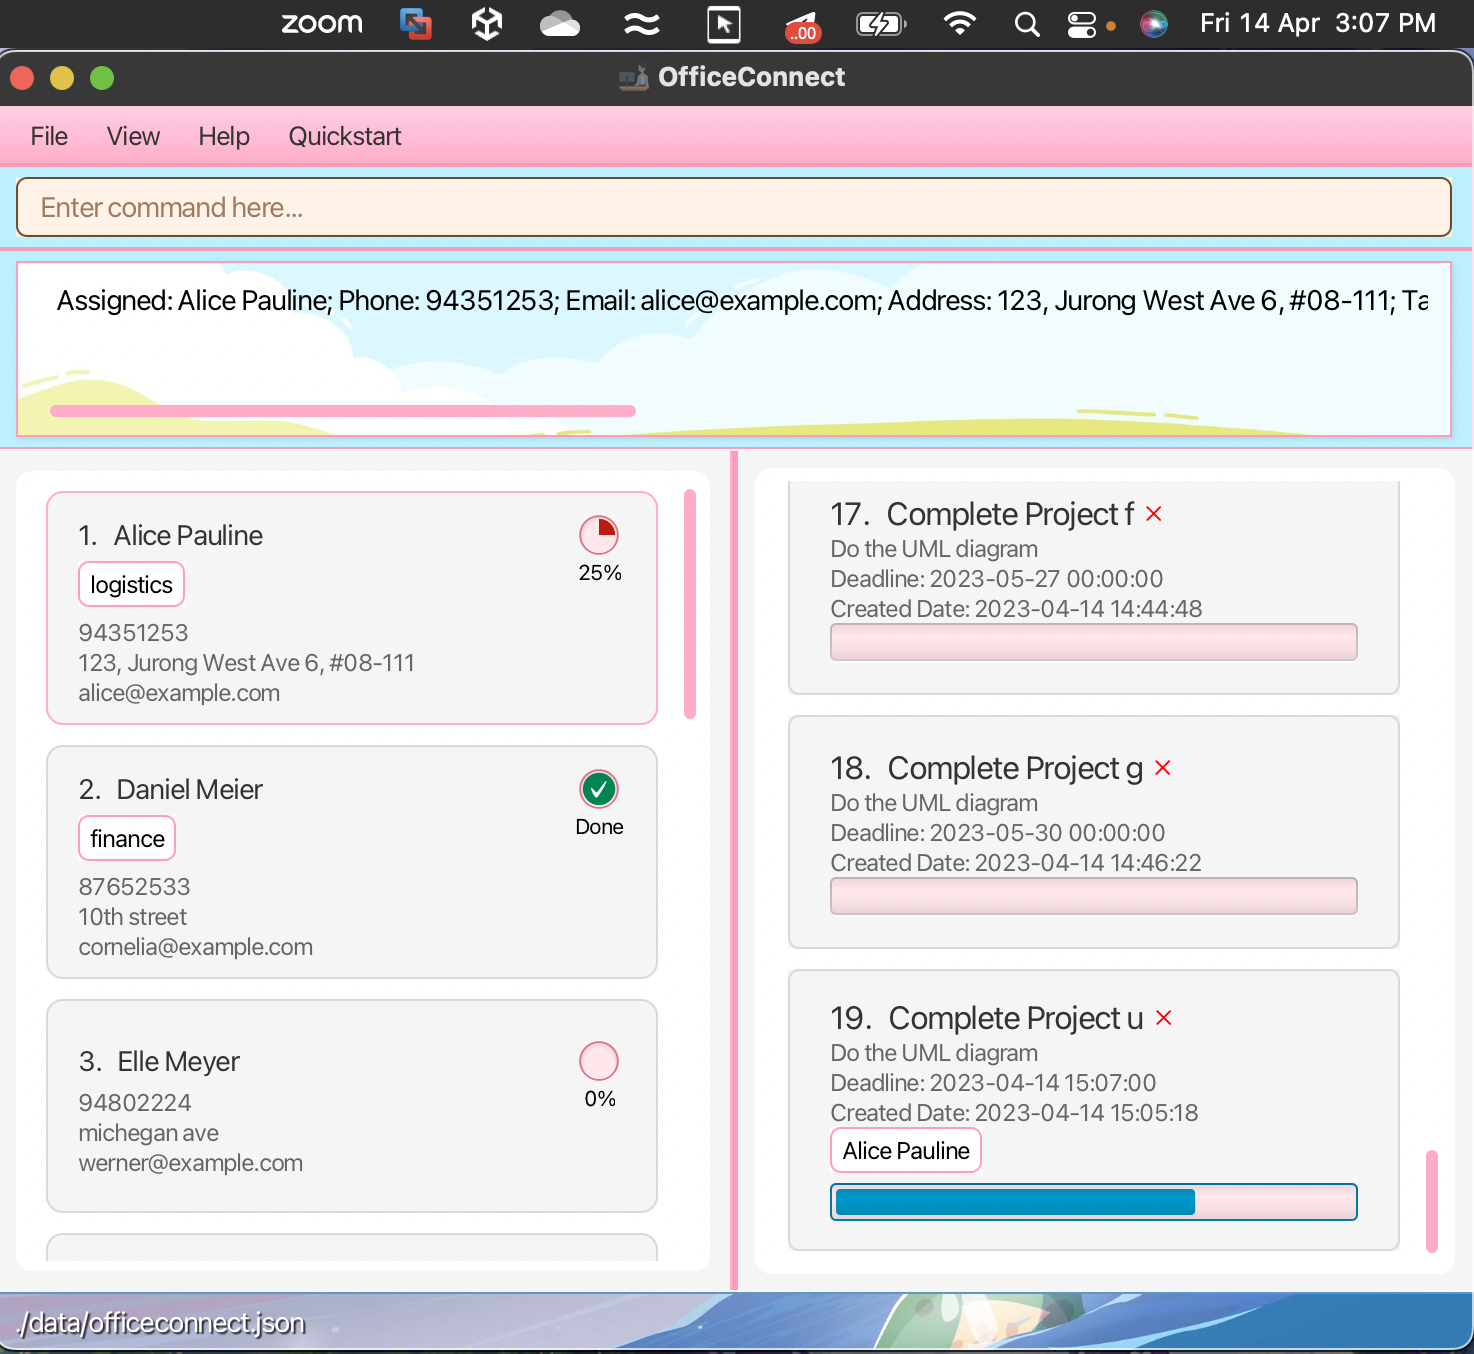 zoom
..00
Fri 14 Apr 3:07 PM
OfficeConnect
File View Help Quickstart
Enter command here...
Assigned: Alice Pauline; Phone: 94351253; Email: alice@example.com; Address: 123, Jurong West Ave 6, #08-111; Ta
1. Alice Pauline
25%
logistics
94351253
123, Jurong West Ave 6, #08-111
alice@example.com
2. Daniel Meier
Done
finance
87652533
10th street
cornelia@example.com
3. Elle Meyer
0%
94802224
michegan ave
werner@example.com
17. Complete Project f
Do the UML diagram
Deadline: 2023-05-27 00:00:00
Created Date: 2023-04-14 14:44:48
18. Complete Project g
Do the UML diagram
Deadline: 2023-05-30 00:00:00
Created Date: 2023-04-14 14:46:22
19. Complete Project u
Do the UML diagram
Deadline: 2023-04-14 15:07:00
Created Date: 2023-04-14 15:05:18
Alice Pauline
./data/officeconnect.json